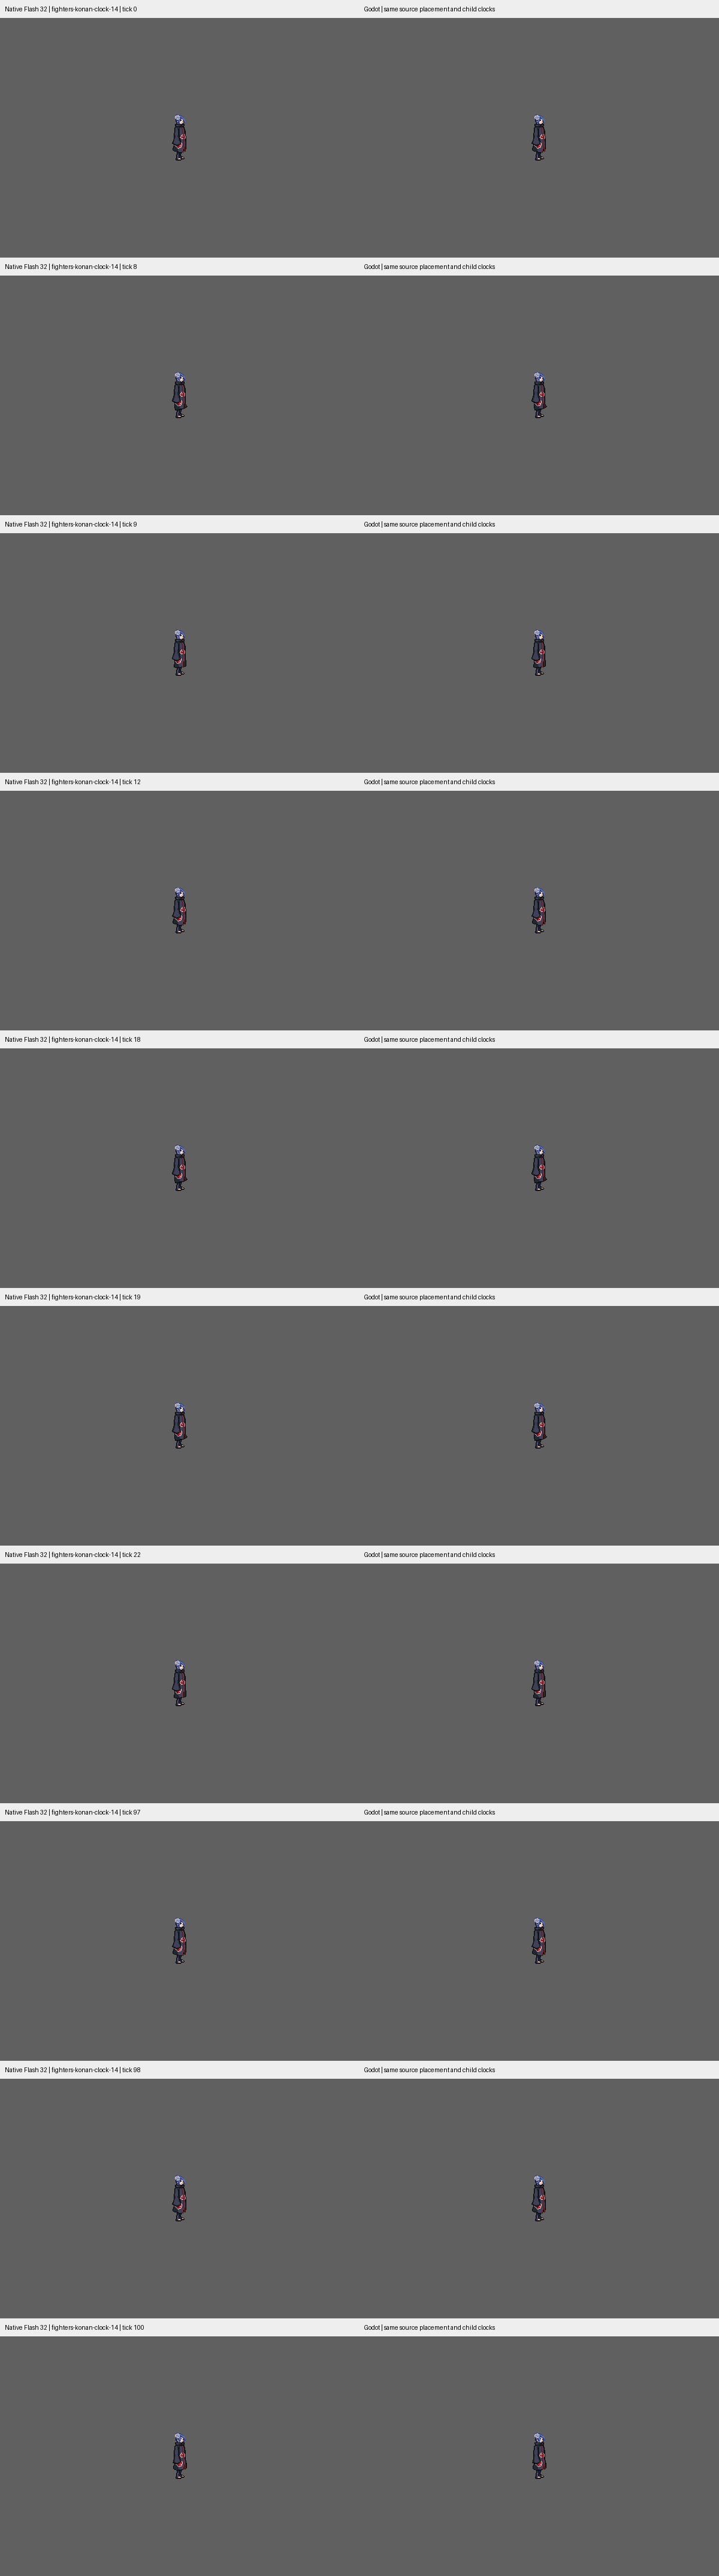 Native Flash 32 | fighters-konan-clock-14 | tick 0
Godot | same source placement and child clocks
Native Flash 32 | fighters-konan-clock-14 | tick 8
Godot | same source placement and child clocks
Native Flash 32 | fighters-konan-clock-14 | tick 9
Godot | same source placement and child clocks
Native Flash 32 | fighters-konan-clock-14 | tick 12
Godot | same source placement and child clocks
Native Flash 32 | fighters-konan-clock-14 | tick 18
Godot | same source placement and child clocks
Native Flash 32 | fighters-konan-clock-14 | tick 19
Godot | same source placement and child clocks
Native Flash 32 | fighters-konan-clock-14 | tick 22
Godot | same source placement and child clocks
Native Flash 32 | fighters-konan-clock-14 | tick 97
Godot | same source placement and child clocks
Native Flash 32 | fighters-konan-clock-14 | tick 98
Godot | same source placement and child clocks
Native Flash 32 | fighters-konan-clock-14 | tick 100
Godot | same source placement and child clocks